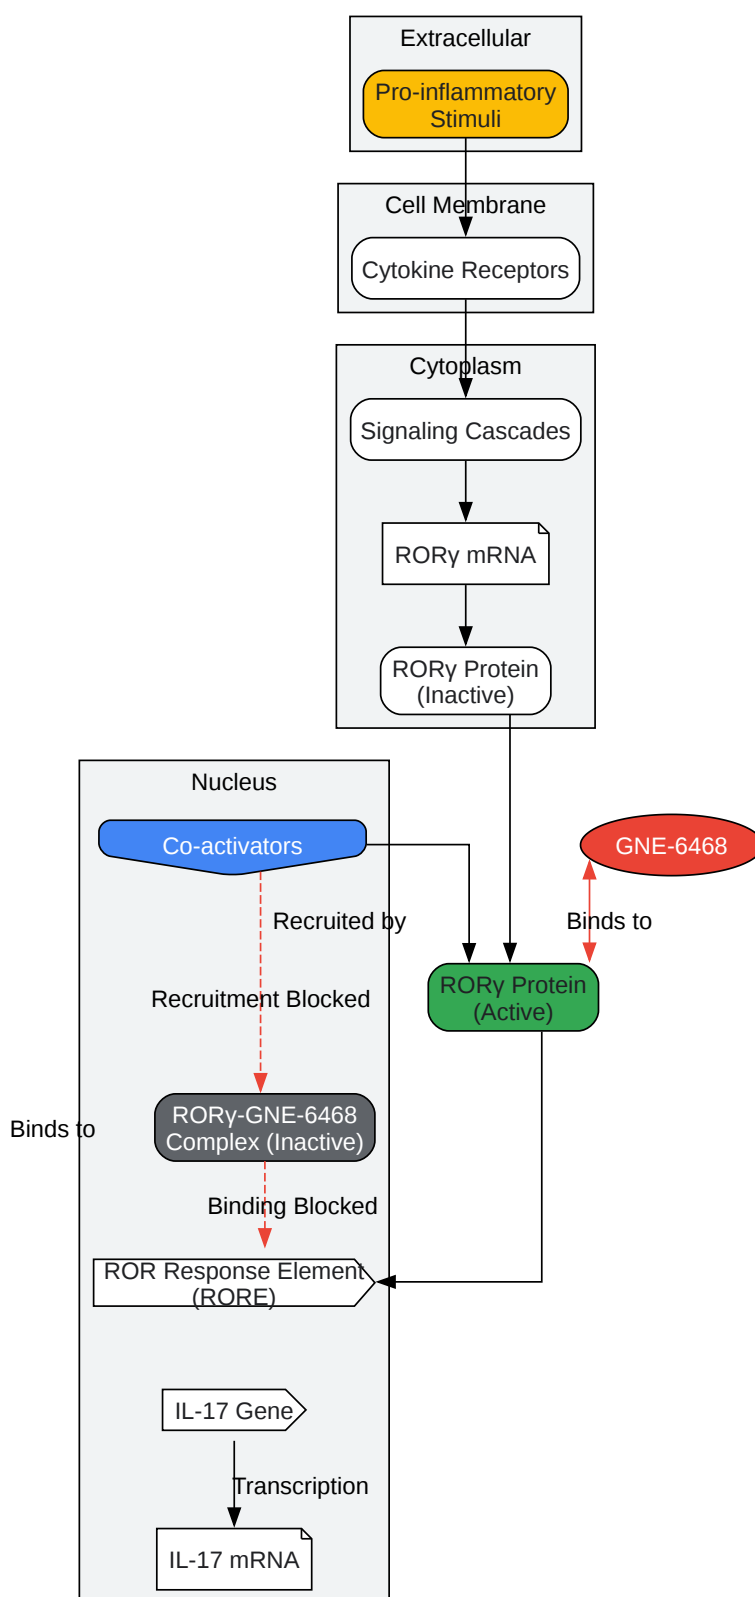 Extracellular
Pro-inflammatory
Stimuli
Cell Membrane
Cytokine Receptors
Cytoplasm
Signaling Cascades
RORγ mRNA
RORγ Protein
(Inactive)
Nucleus
Co-activators
GNE-6468
Recruited by
Binds to
RORγ Protein
(Active)
Recruitment Blocked
RORγ-GNE-6468
Complex (Inactive)
Binds to
Binding Blocked
ROR Response Element
(RORE)
IL-17 Gene
Transcription
IL-17 mRNA